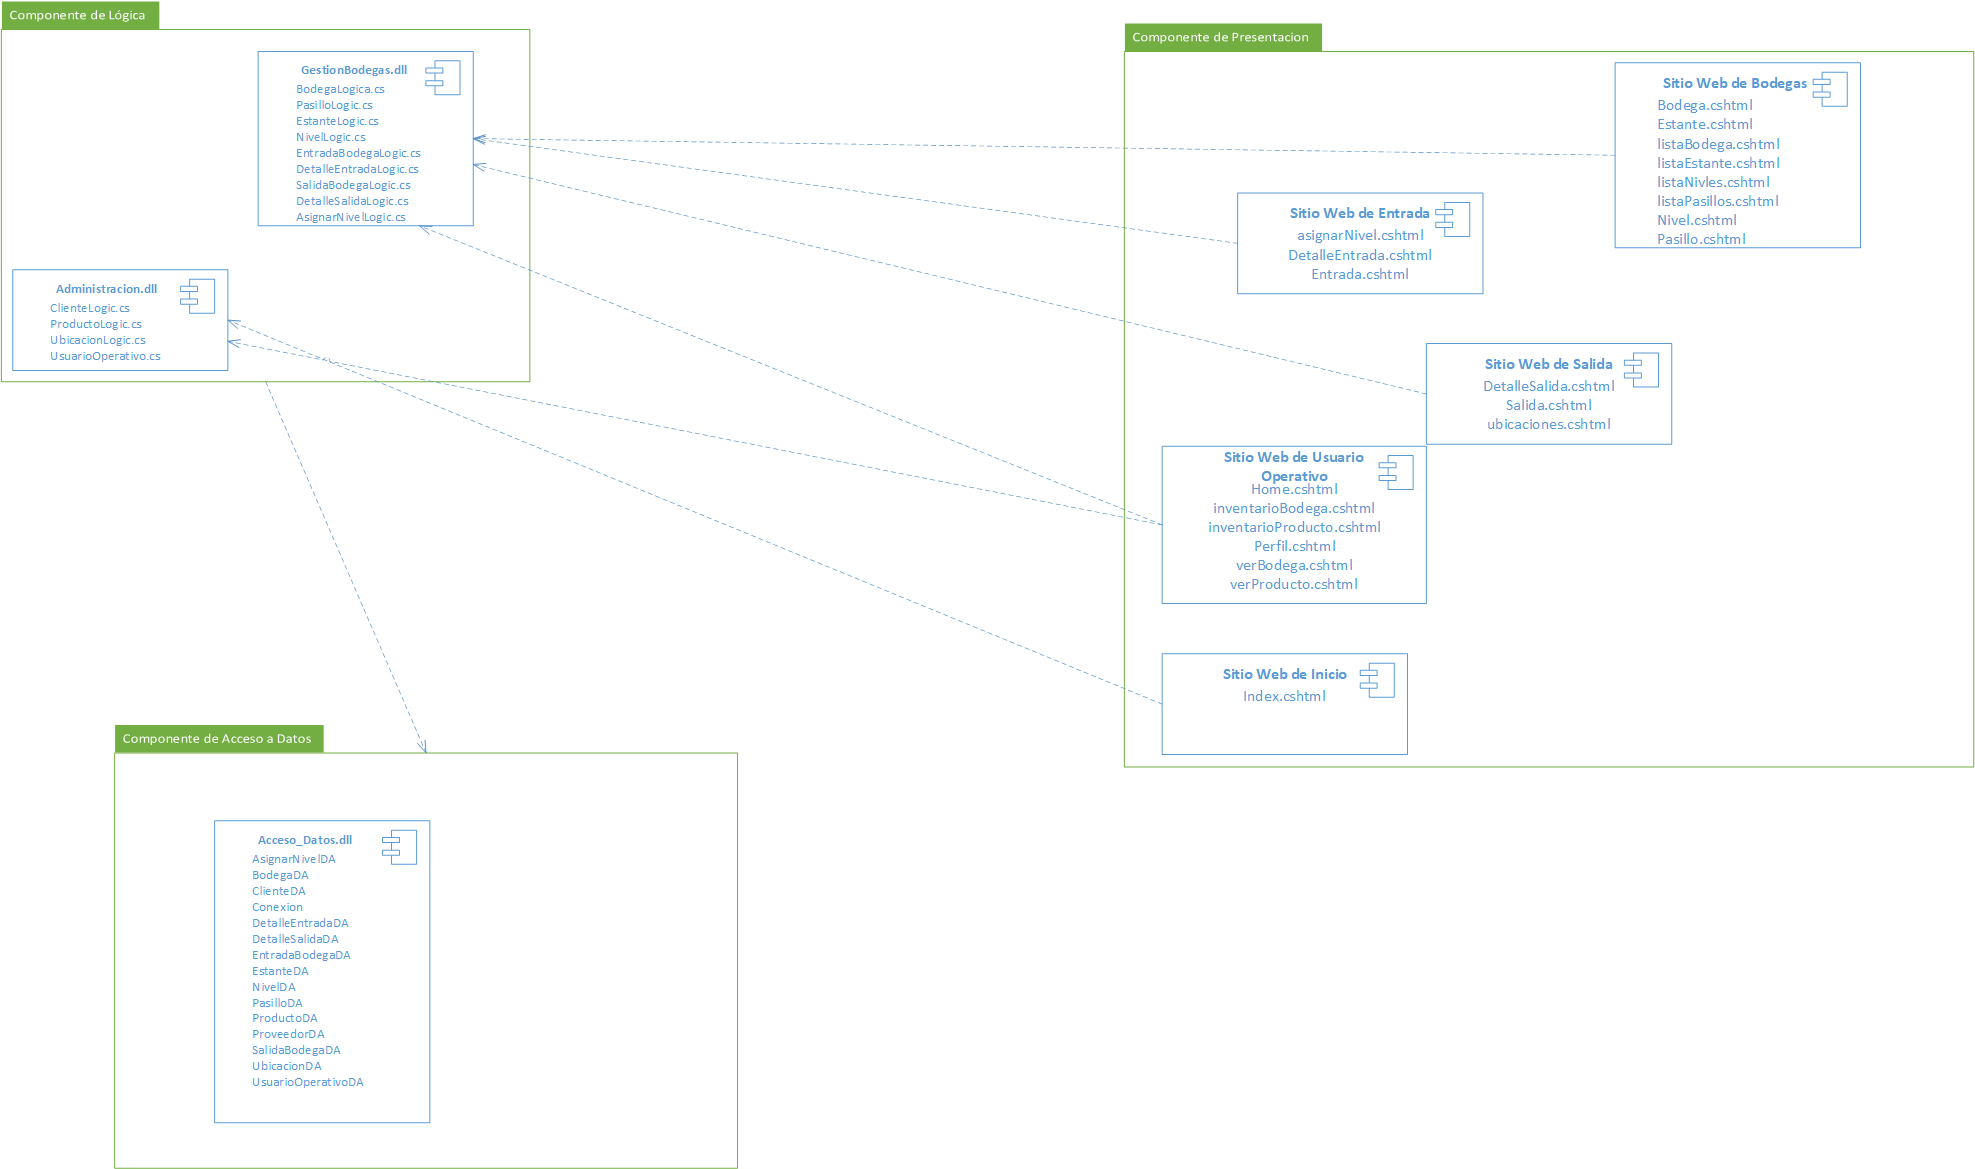 Componente de Lógica
GestionBodegas.dll
BodegaLogica.cs
PasilloLogic.cs
EstanteLogic.cs
NivelLogic.cs
EntradaBodegaLogic.cs
DetalleEntradaLogic.cs
SalidaBodegaLogic.cs
DetalleSalidaLogic.cs
AsignarNivelLogic.cs
Administracion.dll
ClienteLogic.cs
ProductoLogic.cs
UbicacionLogic.cs
UsuarioOperativo.cs
Componente de Presentacion
Sitio Web de Bodegas
Bodega.cshtml
Estante.cshtml
listaBodega.cshtml
listaEstante.cshtml
listaNivles.cshtml
listaPasillos.cshtml
Nivel.cshtml
Pasillo.cshtml
Sitio Web de Entrada
asignarNivel.cshtml
DetalleEntrada.cshtml
Entrada.cshtml
Sitio Web de Salida
DetalleSalida.cshtml
Salida.cshtml
ubicaciones.cshtml
Sitio Web de Usuario
Operativo
Home.cshtml
inventarioBodega.cshtml
inventarioProducto.cshtml
Perfil.cshtml
verBodega.cshtml
verProducto.cshtml
Sitio Web de Inicio
Index.cshtml
Componente de Acceso a Datos
Acceso_Datos.dll
AsignarNivelDA
BodegaDA
ClienteDA
Conexion
DetalleEntradaDA
DetalleSalidaDA
EntradaBodegaDA
EstanteDA
NivelDA
PasilloDA
ProductoDA
ProveedorDA
SalidaBodegaDA
UbicacionDA
UsuarioOperativoDA